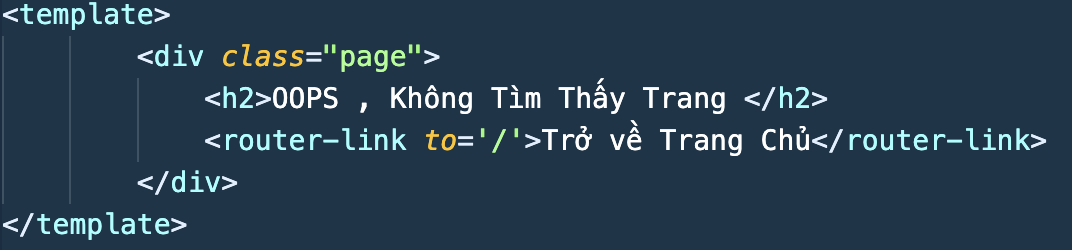 <template>
<div class="page">
<h2>OOPS , Không Tìm Thấy Trang </h2>
<router-link to='/'>Trở về Trang Chủ</router-link>
</div>
</template>